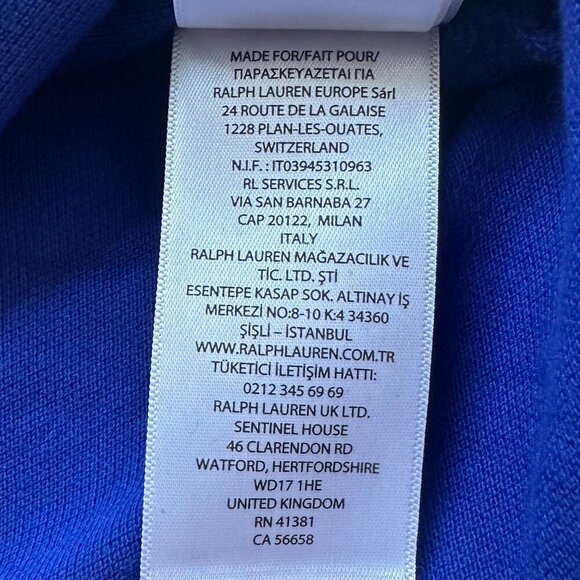 MADE FOR/FAIT POUR/
ΠΑΡΑΣΚΕΥΑΖΕΤΑΙ ΓΙΑ
RALPH LAUREN EUROPE Sárl
24 ROUTE DE LA GALAISE
1228 PLAN-LES-OUATES,
SWITZERLAND
N.I.F. : IT03945310963
RL SERVICES S.R.L.
VIA SAN BARNABA 27
CAP 20122, MILAN
ITALY
RALPH LAUREN MAĞAZACILIK VE
TİC. LTD. ŞTİ
ESENTEPE KASAP SOK. ALTINAY İŞ
MERKEZİ NO:8-10 K:4 34360
ŞİŞLİ – İSTANBUL
WWW.RALPHLAUREN.COM.TR
TÜKETİCİ İLETİŞİM HATTI:
0212 345 69 69
RALPH LAUREN UK LTD.
SENTINEL HOUSE
46 CLARENDON RD
WATFORD, HERTFORDSHIRE
WD17 1HE
UNITED KINGDOM
RN 41381
CA 56658